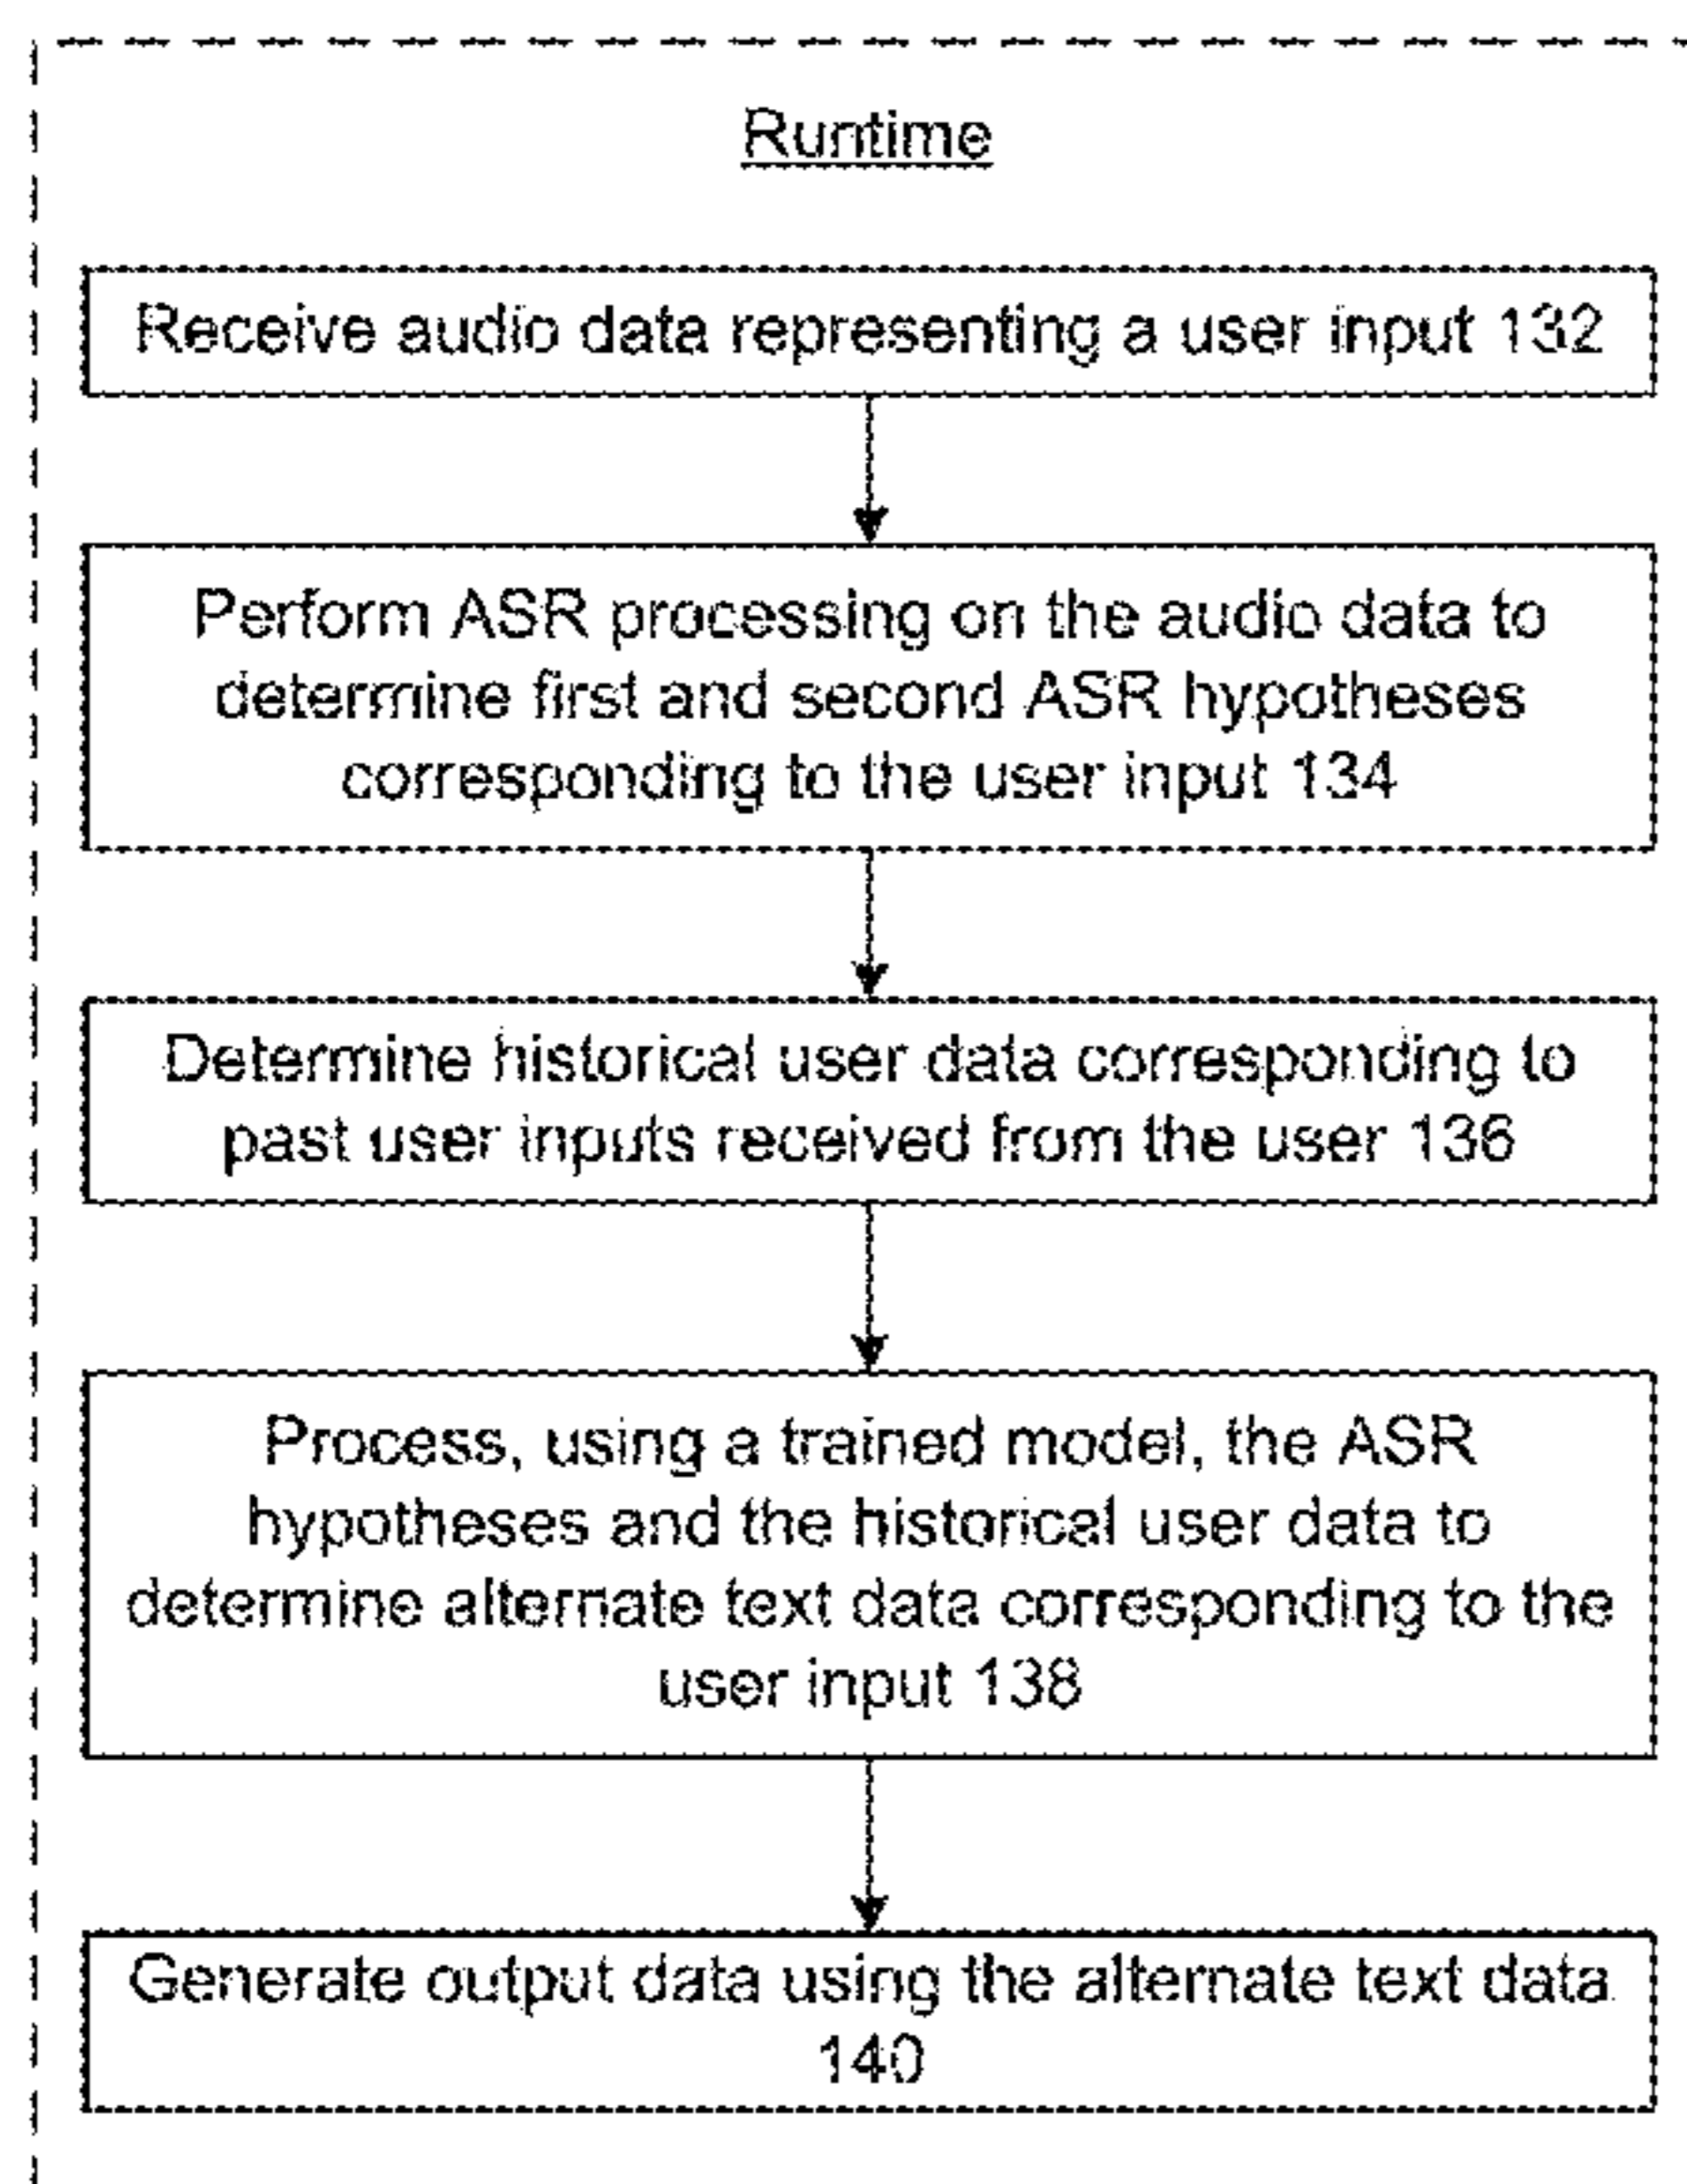 Runtime
Receive audio data representing a user input 132
Perform ASR processing on the audio data to
determine first and second ASR hypotheses
corresponding to the user input 134
Determine historical user data corresponding to
past user inputs received from the user 136
Process, using a trained model, the ASR
hypotheses and the historical user data to
determine alternate text data corresponding to the
user input 138
Generate output data using the alternate text data
140